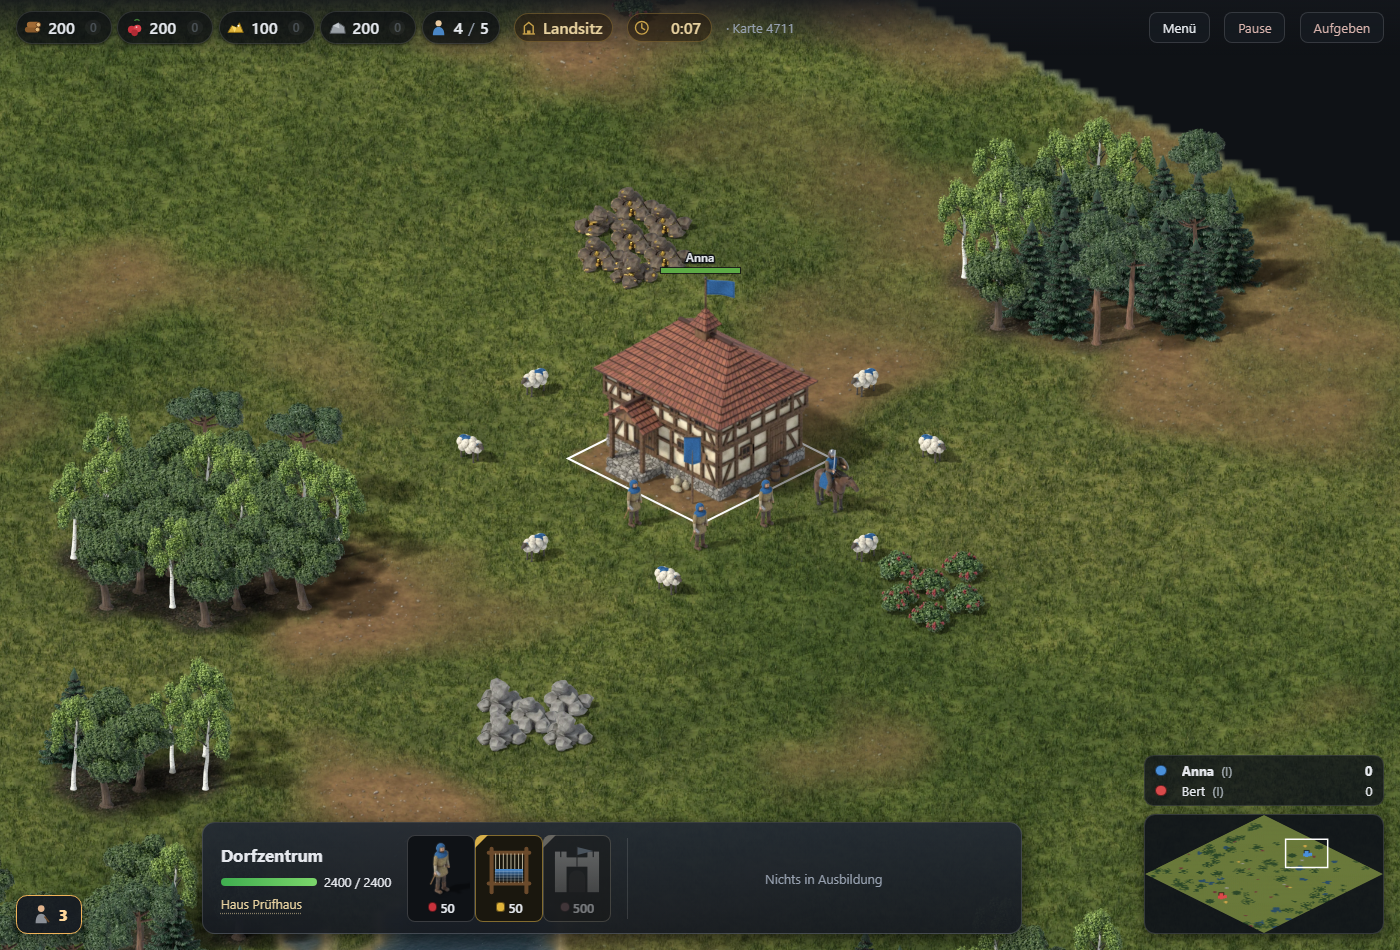 200 0 200 0 100 0 200 0 4 / 5 Landsitz 0:07 · Karte 4711 Menü Pause Aufgeben
Anna
Anna (I) 0
Bert (I) 0
Dorfzentrum
2400 / 2400
Haus Prüfhaus
50 50 500
Nichts in Ausbildung
3